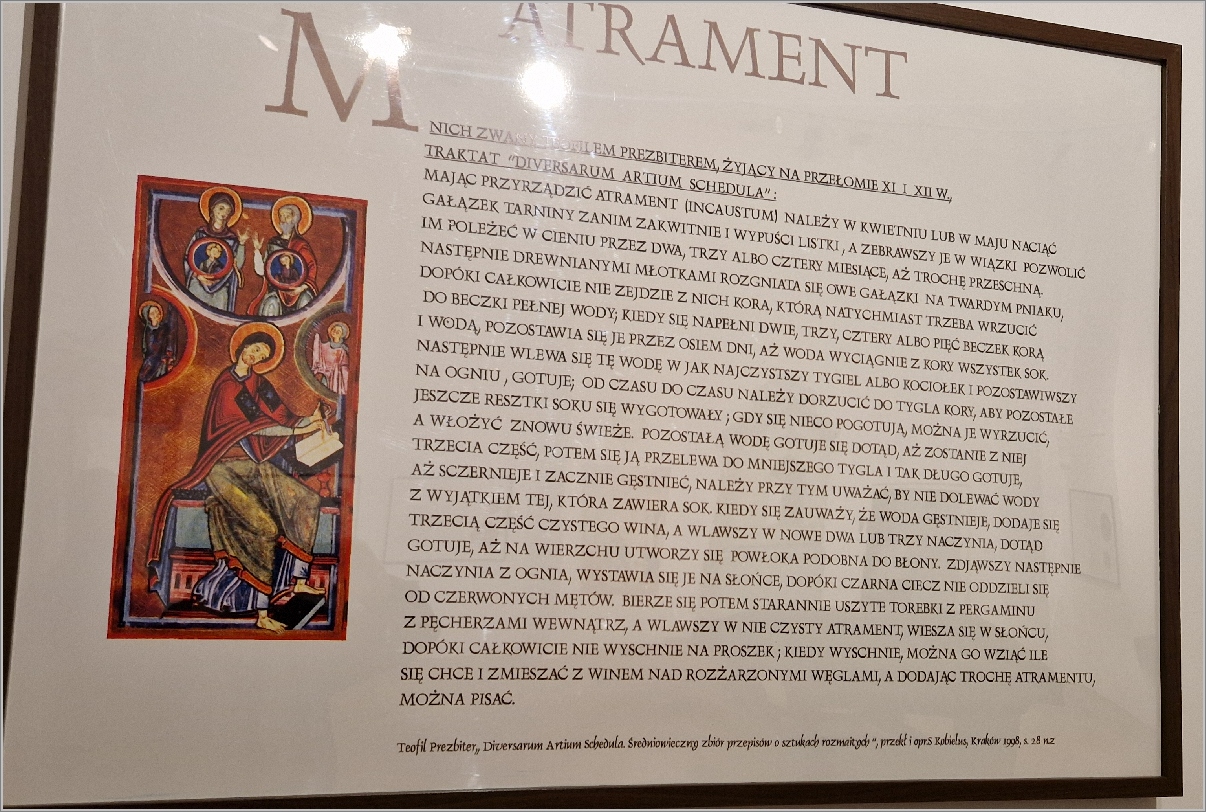 ATRAMENT
M
NICH ZWANY TEOFILEM PREZBITEREM, ŻYJĄCY NA PRZEŁOMIE XI I XII W.,
TRAKTAT "DIVERSARUM ARTIUM SCHEDULA":
MAJĄC PRZYRZĄDZIĆ ATRAMENT (INCAUSTUM) NALEŻY W KWIETNIU LUB W MAJU NACIĄĆ
GAŁĄZEK TARNINY ZANIM ZAKWITNIE I WYPUŚCI LISTKI, A ZEBRAWSZY JE W WIĄZKI POZWOLIĆ
IM POLEŻEĆ W CIENIU PRZEZ DWA, TRZY ALBO CZTERY MIESIĄCE, AŻ TROCHĘ PRZESCHNĄ.
NASTĘPNIE DREWNIANYMI MŁOTKAMI ROZGNIATA SIĘ OWE GAŁĄZKI NA TWARDYM PNIAKU,
DOPÓKI CAŁKOWICIE NIE ZEJDZIE Z NICH KORA, KTÓRĄ NATYCHMIAST TRZEBA WRZUCIĆ
DO BECZKI PEŁNEJ WODY; KIEDY SIĘ NAPEŁNI DWIE, TRZY, CZTERY ALBO PIĘĆ BECZEK KORĄ
I WODĄ, POZOSTAWIA SIĘ JE PRZEZ OSIEM DNI, AŻ WODA WYCIĄGNIE Z KORY WSZYSTEK SOK.
NASTĘPNIE WLEWA SIĘ TĘ WODĘ W JAK NAJCZYSTSZY TYGIEL ALBO KOCIOŁEK I POZOSTAWIWSZY
NA OGNIU, GOTUJE; OD CZASU DO CZASU NALEŻY DORZUCIĆ DO TYGLA KORY, ABY POZOSTAŁE
JESZCZE RESZTKI SOKU SIĘ WYGOTOWAŁY; GDY SIĘ NIECO POGOTUJĄ, MOŻNA JE WYRZUCIĆ,
A WŁOŻYĆ ZNOWU ŚWIEŻE. POZOSTAŁĄ WODĘ GOTUJE SIĘ DOTĄD, AŻ ZOSTANIE Z NIEJ
TRZECIA CZĘŚĆ, POTEM SIĘ JĄ PRZELEWA DO MNIEJSZEGO TYGLA I TAK DŁUGO GOTUJE,
AŻ SCZERNIEJE I ZACZNIE GĘSTNIEĆ, NALEŻY PRZY TYM UWAŻAĆ, BY NIE DOLEWAĆ WODY
Z WYJĄTKIEM TEJ, KTÓRA ZAWIERA SOK. KIEDY SIĘ ZAUWAŻY, ŻE WODA GĘSTNIEJE, DODAJE SIĘ
TRZECIĄ CZĘŚĆ CZYSTEGO WINA, A WLAWSZY W NOWE DWA LUB TRZY NACZYNIA, DOTĄD
GOTUJE, AŻ NA WIERZCHU UTWORZY SIĘ POWŁOKA PODOBNA DO BŁONY. ZDJĄWSZY NASTĘPNIE
NACZYNIA Z OGNIA, WYSTAWIA SIĘ JE NA SŁOŃCE, DOPÓKI CZARNA CIECZ NIE ODDZIELI SIĘ
OD CZERWONYCH MĘTÓW. BIERZE SIĘ POTEM STARANNIE USZYTE TOREBKI Z PERGAMINU
Z PĘCHERZAMI WEWNĄTRZ, A WLAWSZY W NIE CZYSTY ATRAMENT, WIESZA SIĘ W SŁOŃCU,
DOPÓKI CAŁKOWICIE NIE WYSCHNIE NA PROSZEK; KIEDY WYSCHNIE, MOŻNA GO WZIĄĆ ILE
SIĘ CHCE I ZMIESZAĆ Z WINEM NAD ROZŻARZONYMI WĘGLAMI, A DODAJĄC TROCHĘ ATRAMENTU,
MOŻNA PISAĆ.
Teofil Prezbiter,, Diversarum Artium Schedula. Średniowieczny zbiór przepisów o sztukach rozmaitych", przekł i opr.S Kobielus, Kraków 1998, s. 28 nz